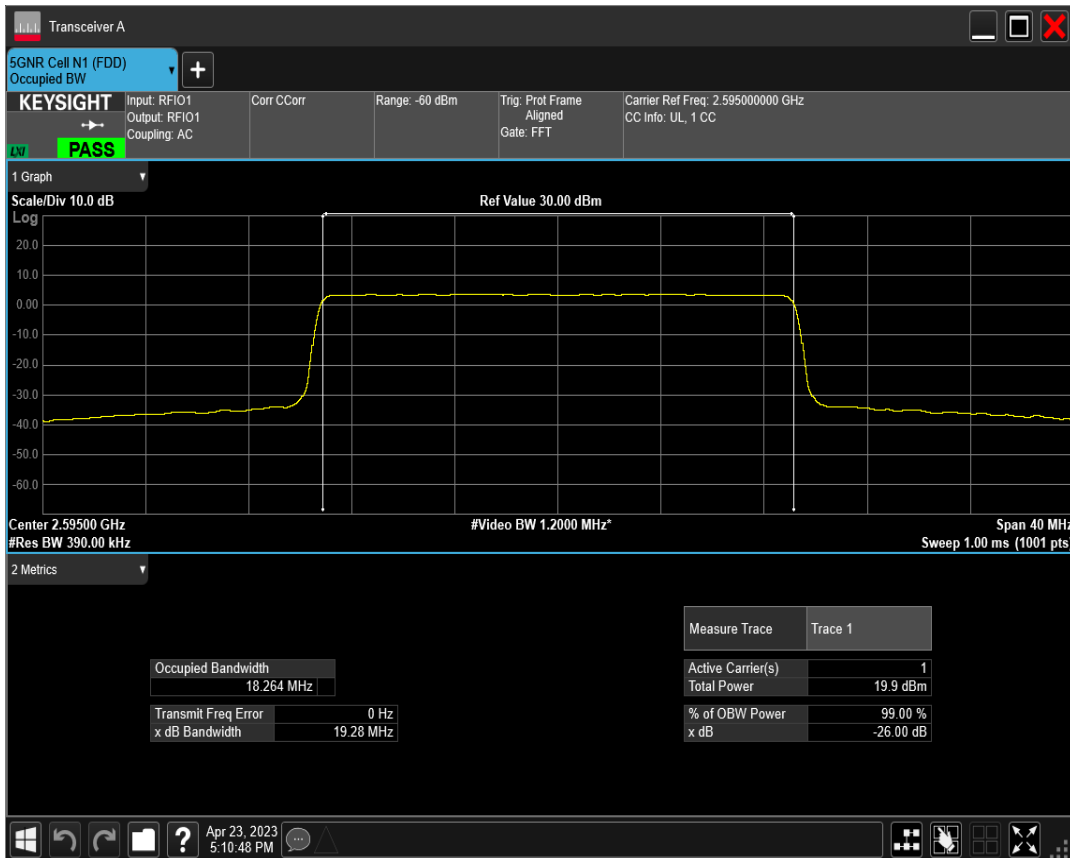 Transceiver A
5GNR Cell N1 (FDD)
Occupied BW
+
KEYSIGHT
LXI
PASS
Input: RFIO1
Output: RFIO1
Coupling: AC
Corr CCorr
Range: -60 dBm
Trig: Prot Frame
Aligned
Gate: FFT
Carrier Ref Freq: 2.595000000 GHz
CC Info: UL, 1 CC
1 Graph
Scale/Div 10.0 dB
Ref Value 30.00 dBm
Log
20.0
10.0
0.00
-10.0
-20.0
-30.0
-40.0
-50.0
-60.0
Center 2.59500 GHz
#Video BW 1.2000 MHz*
Span 40 MHz
#Res BW 390.00 kHz
Sweep 1.00 ms (1001 pts)
2 Metrics
Measure Trace Trace 1
Occupied Bandwidth
18.264 MHz
Active Carrier(s) 1
Total Power 19.9 dBm
Transmit Freq Error 0 Hz
x dB Bandwidth 19.28 MHz
% of OBW Power 99.00 %
x dB -26.00 dB
?
Apr 23, 2023
5:10:48 PM